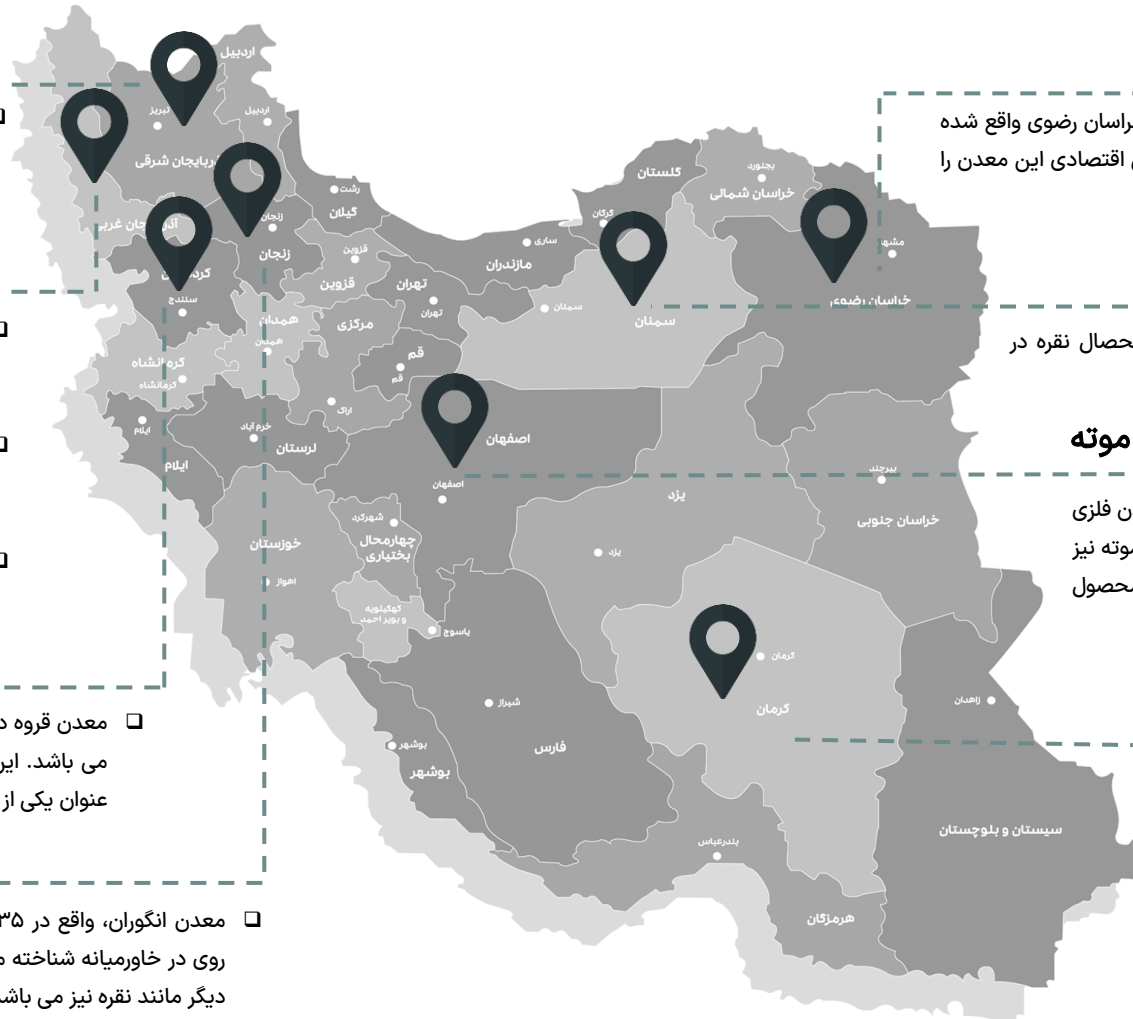 راسان رضوی واقع شده
اقتصادی این معدن را
حصال نقره در
موته
ن فلزی
موته نیز
محصول
معدن قروه د
می باشد. این
عنوان یکی از
معدن انگوران، واقع در ۳۵
روی در خاورمیانه شناخته م
دیگر مانند نقره نیز می باشد
اردبیل
اردبیل
تبریز
آذربایجان شرقی
گیلان
رشت
زنجان
زنجان
قزوین
قزوین
سنندج
همدان
همدان
کرمانشاه
کرمانشاه
مرکزی
اراک
تهران
تهران
قم
قم
مازندران
ساری
گلستان
گرگان
بجنورد
خراسان شمالی
مشهد
خراسان رضوی
سمنان
سمنان
ایلام
ایلام
خرم آباد
لرستان
اصفهان
اصفهان
یزد
یزد
بیرجند
خراسان جنوبی
شهرکرد
چهارمحال
بختیاری
خوزستان
اهواز
کهگیلویه
و بویر احمد
یاسوج
شیراز
فارس
بوشهر
بوشهر
کرمان
کرمان
زاهدان
سیستان و بلوچستان
بندرعباس
هرمزگان